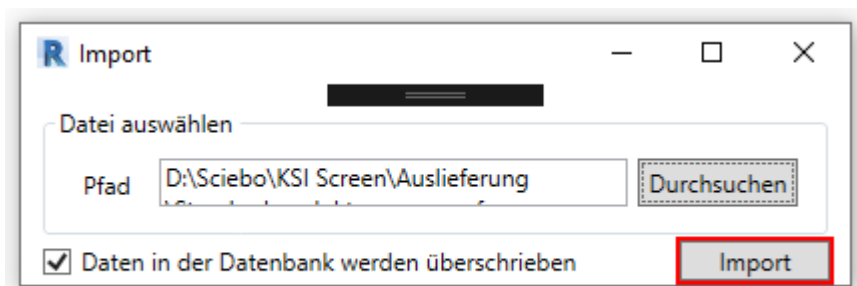 Import
Datei auswählen
Pfad
D:\Sciebo\KSI Screen\Auslieferung
Durchsuchen
Daten in der Datenbank werden überschrieben
Import